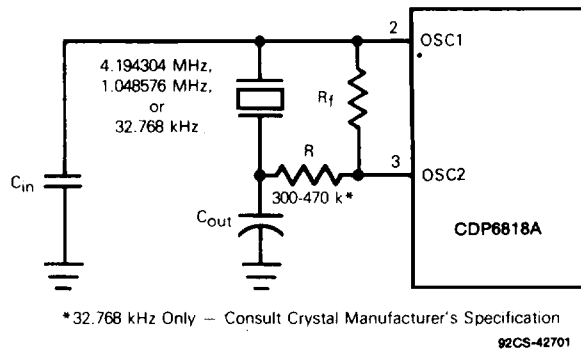 4.194304 MHz,
1.048576 MHz,
or
32.768 kHz
2
OSC1
Rf
R
3
OSC2
300-470 k*
Cin
Cout
CDP6818A
*32.768 kHz Only — Consult Crystal Manufacturer's Specification
92CS-42701